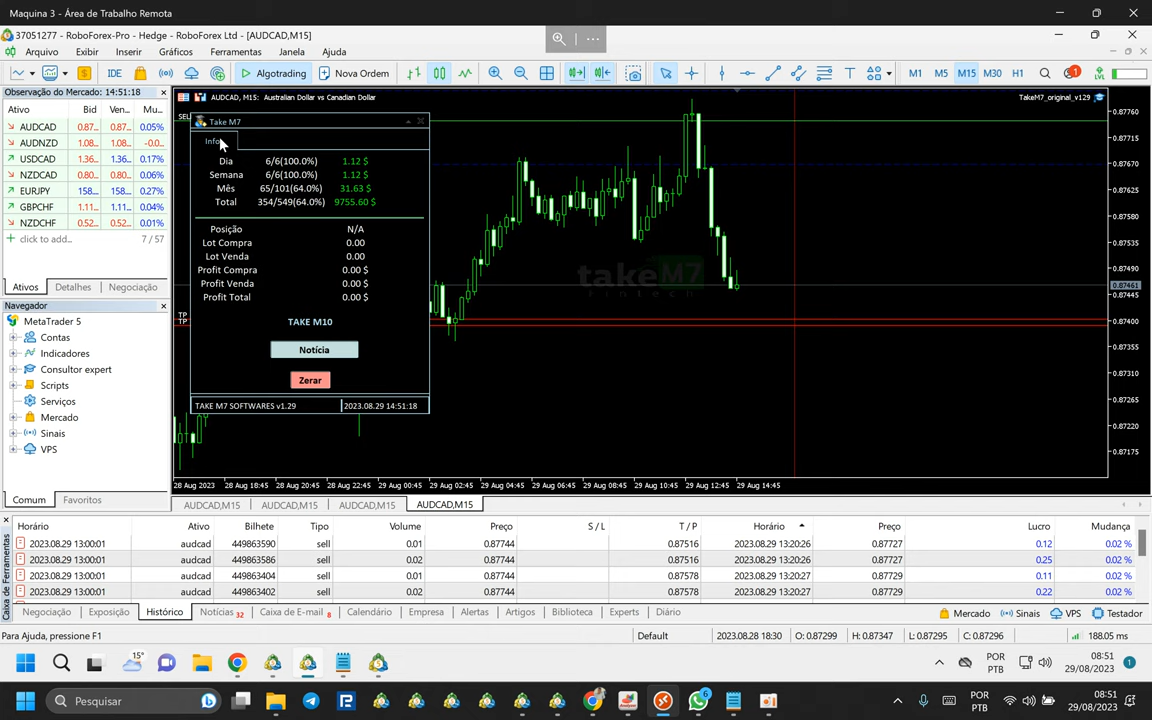 Maquina 3 - Área de Trabalho Remota
37051277 - RoboForex-Pro - Hedge - RoboForex Ltd - [AUDCAD,M15]
Arquivo Exibir Inserir Gráficos Ferramentas Janela Ajuda
IDE Algotrading Nova Ordem M1 M5 M15 M30 H1 1 LVL
Observação do Mercado: 14:51:18
Ativo Bid Ven... Mu...
AUDCAD 0.87... 0.87... 0.05%
AUDNZD 1.08... 1.08... -0.0...
USDCAD 1.36... 1.36... 0.17%
NZDCAD 0.80... 0.80... 0.06%
EURJPY 158... 158... 0.27%
GBPCHF 1.11... 1.11... 0.04%
NZDCHF 0.52... 0.52... 0.01%
click to add... 7 / 57
Ativos Detalhes Negociação
Navegador
MetaTrader 5
Contas
Indicadores
Consultor expert
Scripts
Serviços
Mercado
Sinais
VPS
Comum Favoritos
AUDCAD, M15: Australian Dollar vs Canadian Dollar
TakeM7_original_v129
SEL
Take M7
Info
Dia 6/6(100.0%) 1.12 $
Semana 6/6(100.0%) 1.12 $
Mês 65/101(64.0%) 31.63 $
Total 354/549(64.0%) 9755.60 $
Posição N/A
Lot Compra 0.00
Lot Venda 0.00
Profit Compra 0.00 $
Profit Venda 0.00 $
Profit Total 0.00 $
TAKE M10
Notícia
Zerar
TAKE M7 SOFTWARES v1.29 2023.08.29 14:51:18
TP
TP
takeM7
Fintech
0.87760
0.87715
0.87670
0.87625
0.87580
0.87535
0.87490
0.87461
0.87445
0.87400
0.87355
0.87310
0.87265
0.87220
0.87175
28 Aug 2023 28 Aug 18:45 28 Aug 20:45 28 Aug 22:45 29 Aug 00:45 29 Aug 02:45 29 Aug 04:45 29 Aug 06:45 29 Aug 08:45 29 Aug 10:45 29 Aug 12:45 29 Aug 14:45
AUDCAD,M15 AUDCAD,M15 AUDCAD,M15 AUDCAD,M15
Caixa de Ferramentas
Horário Ativo Bilhete Tipo Volume Preço S / L T / P Horário Preço Lucro Mudança
2023.08.29 13:00:01 audcad 449863590 sell 0.01 0.87744 0.87516 2023.08.29 13:20:26 0.87727 0.12 0.02 %
2023.08.29 13:00:01 audcad 449863586 sell 0.02 0.87744 0.87516 2023.08.29 13:20:26 0.87727 0.25 0.02 %
2023.08.29 13:00:01 audcad 449863404 sell 0.01 0.87744 0.87578 2023.08.29 13:20:27 0.87729 0.11 0.02 %
2023.08.29 13:00:01 audcad 449863402 sell 0.02 0.87744 0.87578 2023.08.29 13:20:27 0.87729 0.22 0.02 %
Negociação Exposição Histórico Notícias 32 Caixa de E-mail 8 Calendário Empresa Alertas Artigos Biblioteca Experts Diário Mercado Sinais VPS Testador
Para Ajuda, pressione F1 Default 2023.08.28 18:30 O: 0.87299 H: 0.87347 L: 0.87295 C: 0.87296 188.05 ms
15° POR
PTB
08:51
29/08/2023
1
Pesquisar 6 POR
PTB
08:51
29/08/2023